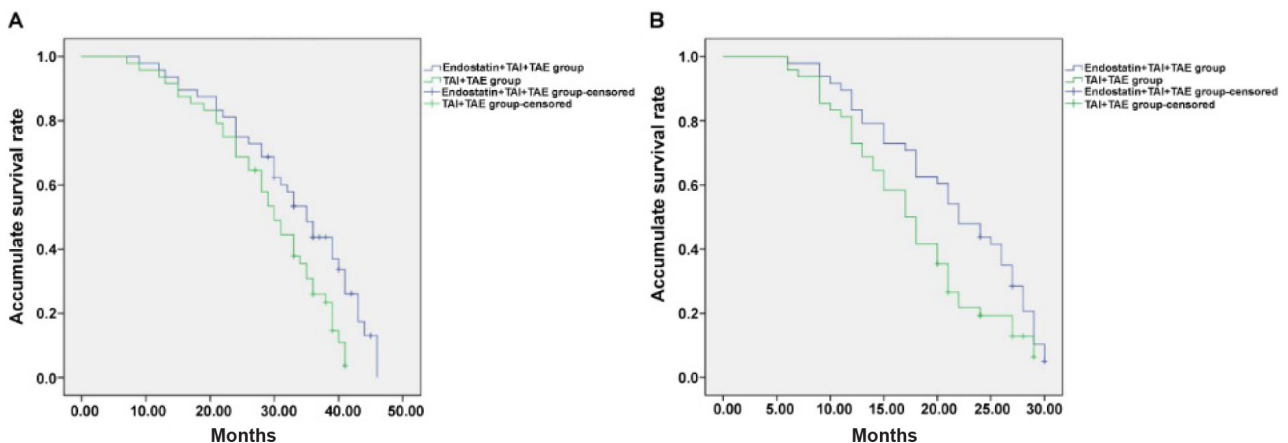 A
Accumulate survival rate
1.0
0.8
0.6
0.4
0.2
0.0
0.00 10.00 20.00 30.00 40.00 50.00
Months
Endostatin+TAI+TAE group
TAI+TAE group
Endostatin+TAI+TAE group-censored
TAI+TAE group-censored
B
Accumulate survival rate
1.0
0.8
0.6
0.4
0.2
0.0
0.00 5.00 10.00 15.00 20.00 25.00 30.00
Months
Endostatin+TAI+TAE group
TAI+TAE group
Endostatin+TAI+TAE group-censored
TAI+TAE group-censored